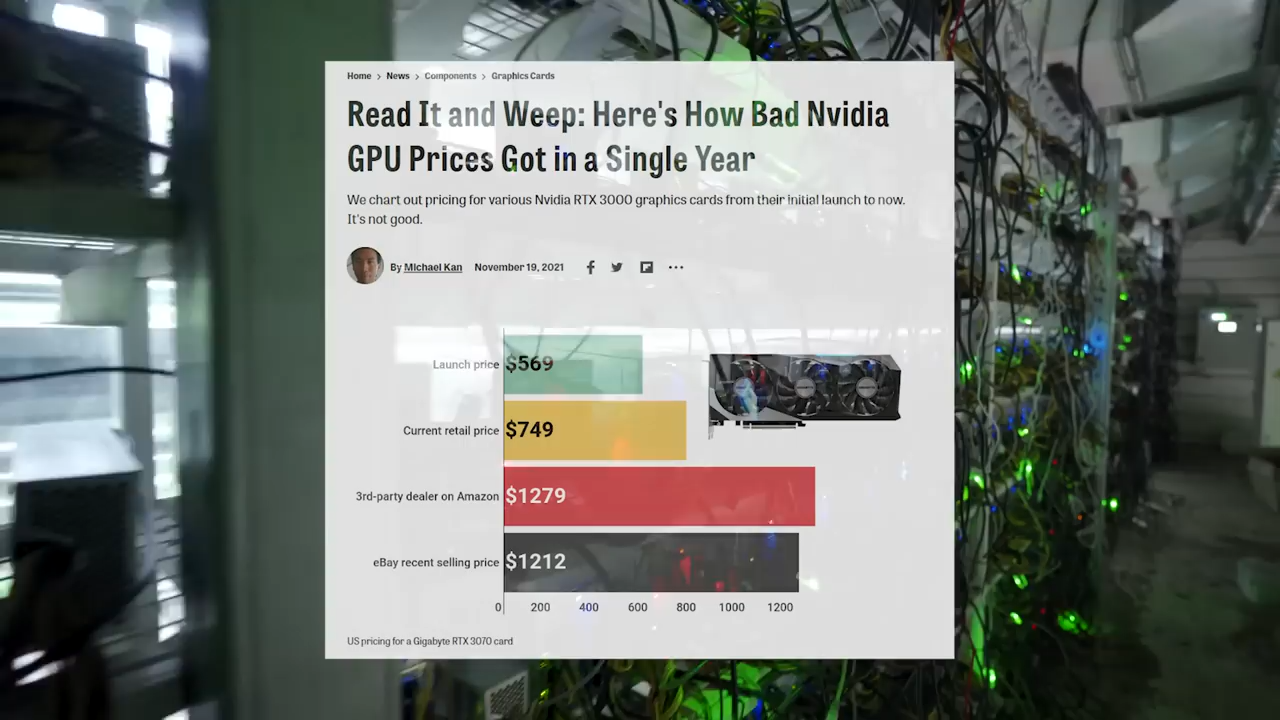 Home > News > Components > Graphics Cards
Read It and Weep: Here's How Bad Nvidia
GPU Prices Got in a Single Year
We chart out pricing for various Nvidia RTX 3000 graphics cards from their initial launch to now.
It's not good.
By Michael Kan November 19, 2021
Launch price $569
Current retail price $749
3rd-party dealer on Amazon $1279
eBay recent selling price $1212
0 200 400 600 800 1000 1200
US pricing for a Gigabyte RTX 3070 card